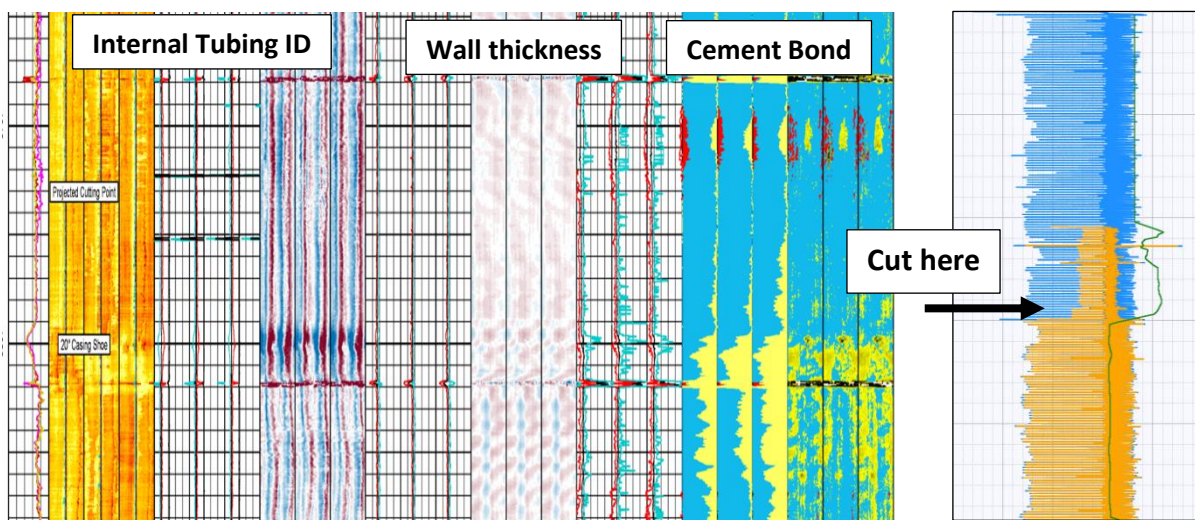 Internal Tubing ID
Wall thickness
Cement Bond
Projected Cutting Point
Cut here
20" Casing Shoe